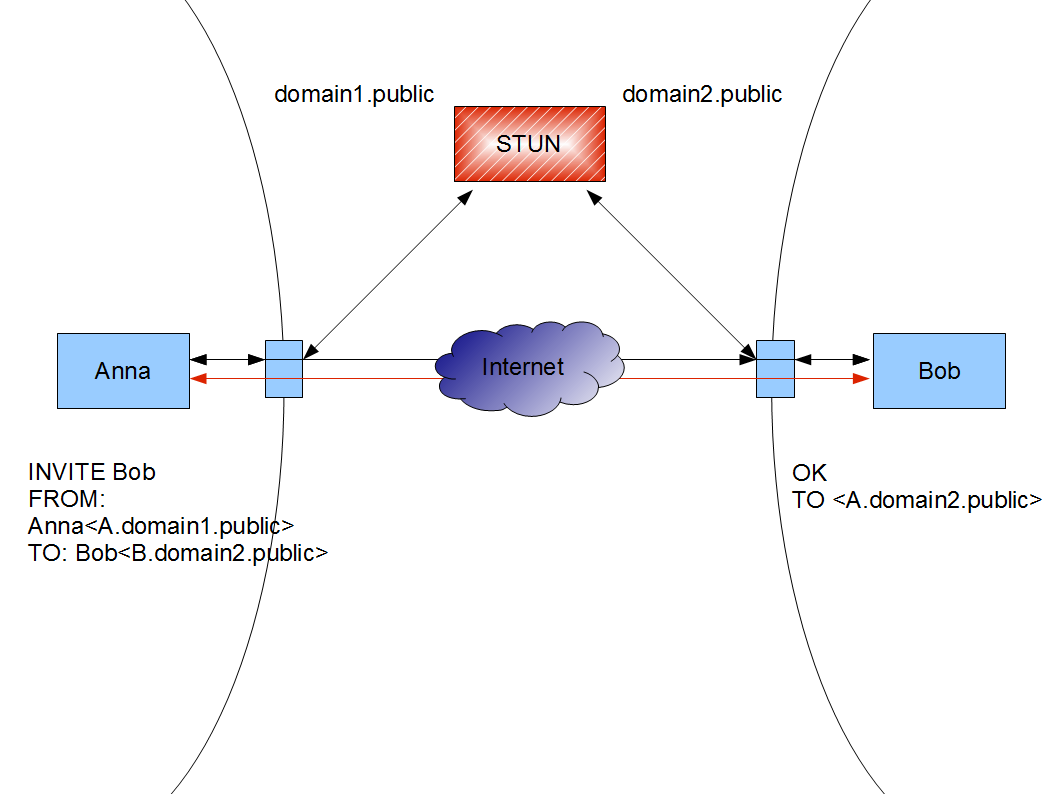 domain1.public
domain2.public
STUN
Anna
Internet
Bob
INVITE Bob
FROM:
Anna<A.domain1.public>
TO: Bob<B.domain2.public>
OK
TO <A.domain2.public>